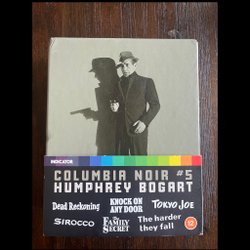 INDICATOR
COLUMBIA NOIR #5
HUMPHREY BOGART
Dead Reckoning
KNOCK ON ANY DOOR
TOKYO JOE
SIROCCO
THE FAMILY SECRET
The harder they fall
12